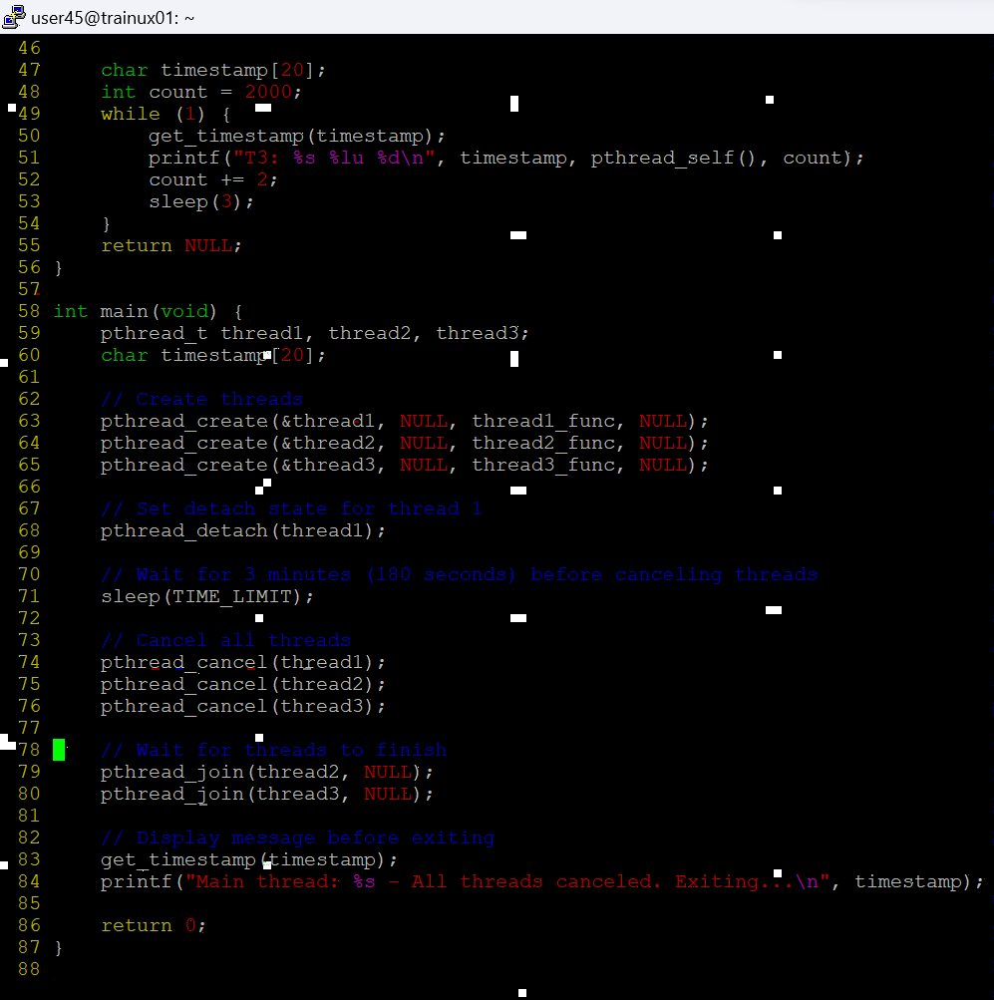 user45@trainux01: ~
46
47     char timestamp[20];
48     int count = 2000;
49     while (1) {
50         get_timestamp(timestamp);
51         printf("T3: %s %lu %d\n", timestamp, pthread_self(), count);
52         count += 2;
53         sleep(3);
54     }
55     return NULL;
56 }
57
58 int main(void) {
59     pthread_t thread1, thread2, thread3;
60     char timestamp[20];
61
62     // Create threads
63     pthread_create(&thread1, NULL, thread1_func, NULL);
64     pthread_create(&thread2, NULL, thread2_func, NULL);
65     pthread_create(&thread3, NULL, thread3_func, NULL);
66
67     // Set detach state for thread 1
68     pthread_detach(thread1);
69
70     // Wait for 3 minutes (180 seconds) before canceling threads
71     sleep(TIME_LIMIT);
72
73     // Cancel all threads
74     pthread_cancel(thread1);
75     pthread_cancel(thread2);
76     pthread_cancel(thread3);
77
78     // Wait for threads to finish
79     pthread_join(thread2, NULL);
80     pthread_join(thread3, NULL);
81
82     // Display message before exiting
83     get_timestamp(timestamp);
84     printf("Main thread: %s - All threads canceled. Exiting...\n", timestamp);
85
86     return 0;
87 }
88